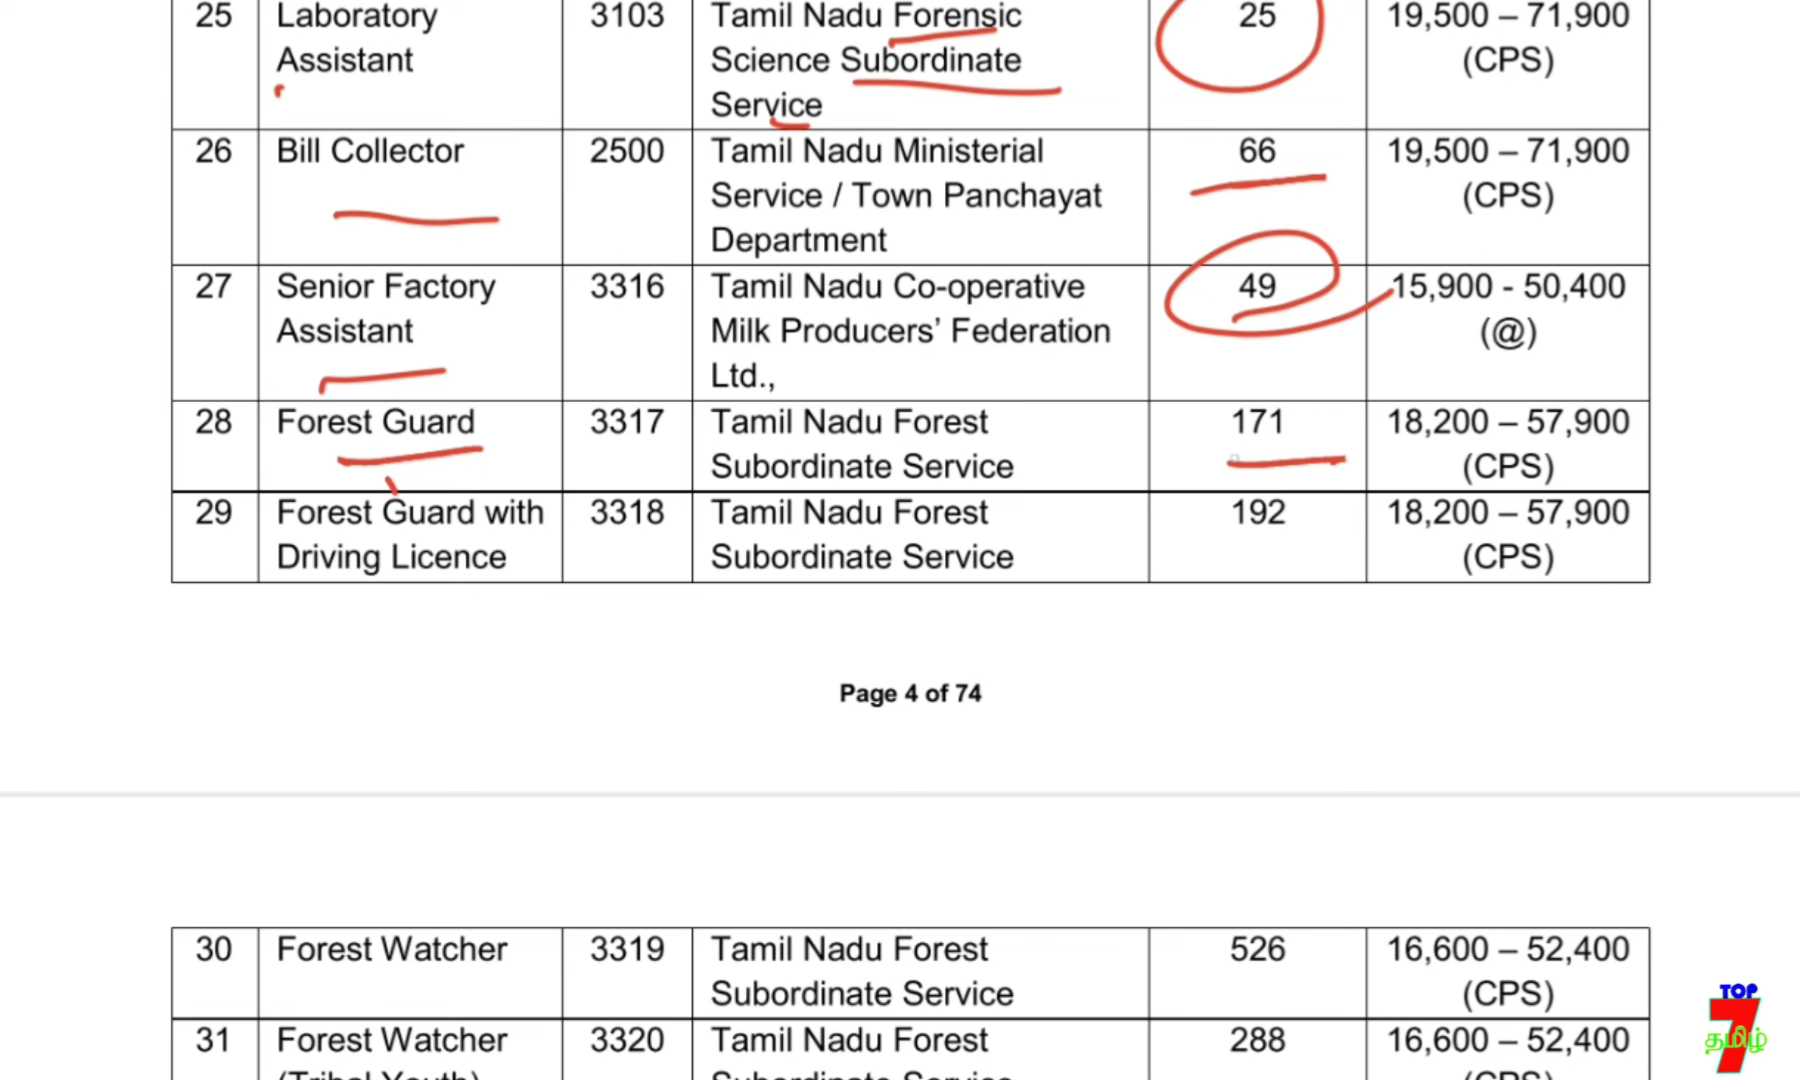 25 Laboratory 3103 Tamil Nadu Forensic 25 19,500 – 71,900
Assistant Science Subordinate (CPS)
Service
26 Bill Collector 2500 Tamil Nadu Ministerial 66 19,500 – 71,900
Service / Town Panchayat (CPS)
Department
27 Senior Factory 3316 Tamil Nadu Co-operative 49 15,900 - 50,400
Assistant Milk Producers’ Federation (@)
Ltd.,
28 Forest Guard 3317 Tamil Nadu Forest 171 18,200 – 57,900
Subordinate Service (CPS)
29 Forest Guard with 3318 Tamil Nadu Forest 192 18,200 – 57,900
Driving Licence Subordinate Service (CPS)
Page 4 of 74
30 Forest Watcher 3319 Tamil Nadu Forest 526 16,600 – 52,400
Subordinate Service (CPS)
31 Forest Watcher 3320 Tamil Nadu Forest 288 16,600 – 52,400
(Tribal Youth) Subordinate Service (CPS)
TOP
7
தமிழ்